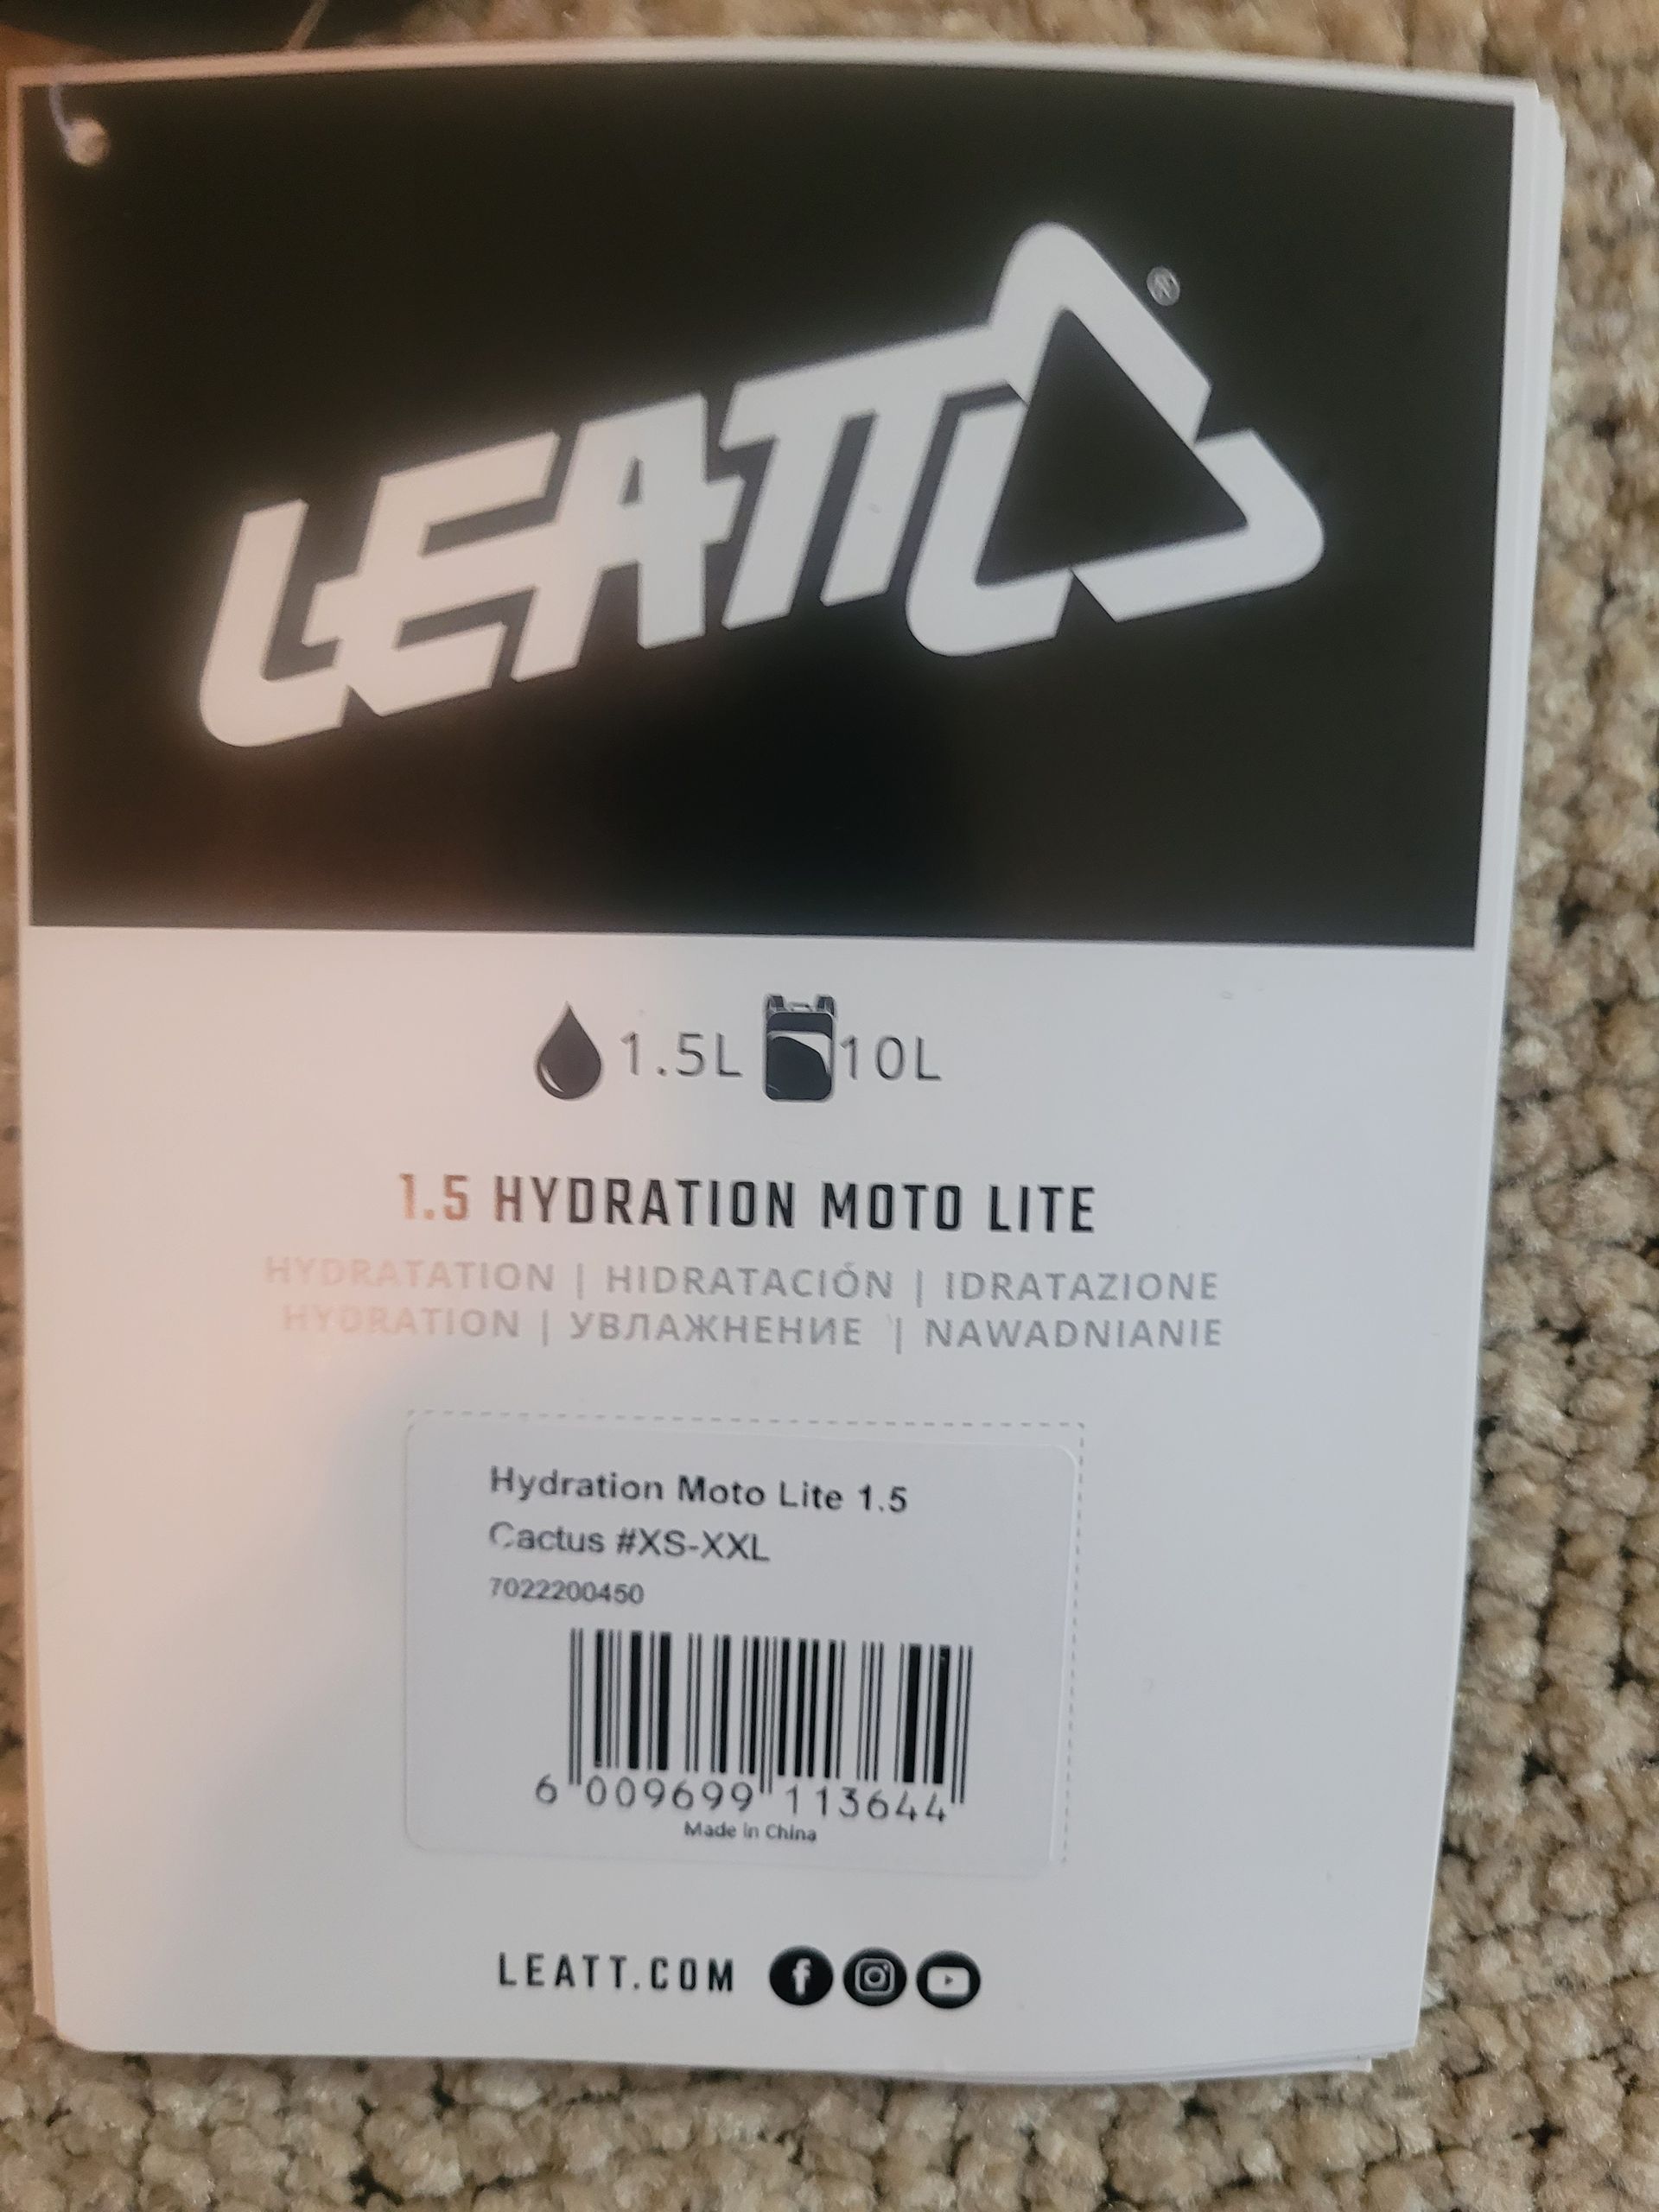 LEATT
®
1.5L 10L
1.5 HYDRATION MOTO LITE
HYDRATATION | HIDRATACIÓN | IDRATAZIONE
HYDRATION | УВЛАЖНЕНИЕ | NAWADNIANIE
Hydration Moto Lite 1.5
Cactus #XS-XXL
7022200450
6 009699 113644
Made in China
LEATT.COM